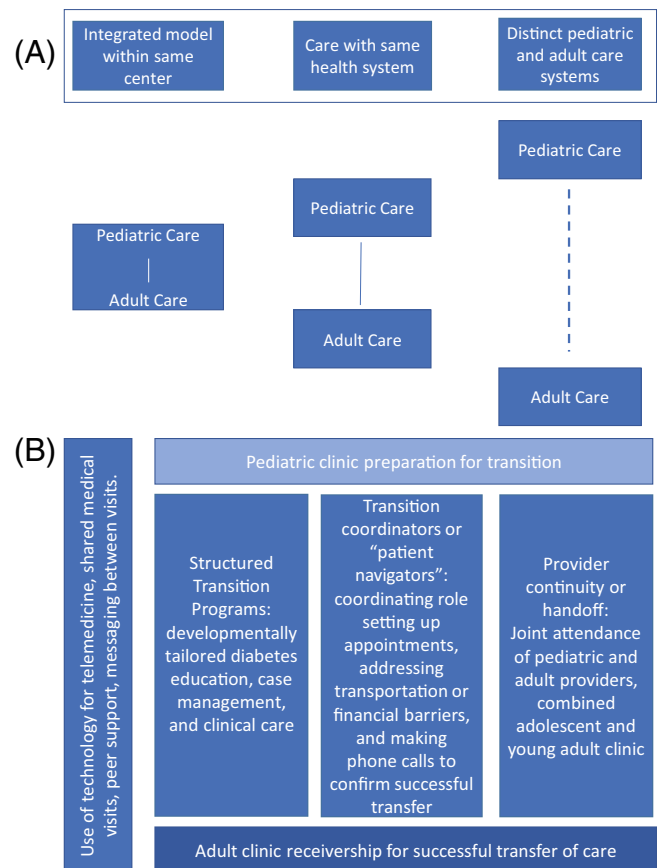 (A)
Integrated model
within same
center
Care with same
health system
Distinct pediatric
and adult care
systems
Pediatric Care
Adult Care
Pediatric Care
Adult Care
Pediatric Care
Adult Care
(B)
Use of technology for telemedicine, shared medical
visits, peer support, messaging between visits.
Pediatric clinic preparation for transition
Structured
Transition
Programs:
developmentally
tailored diabetes
education, case
management,
and clinical care
Transition
coordinators or
“patient
navigators”:
coordinating role
setting up
appointments,
addressing
transportation or
financial barriers,
and making
phone calls to
confirm successful
transfer
Provider
continuity or
handoff:
Joint attendance
of pediatric and
adult providers,
combined
adolescent and
young adult clinic
Adult clinic receivership for successful transfer of care